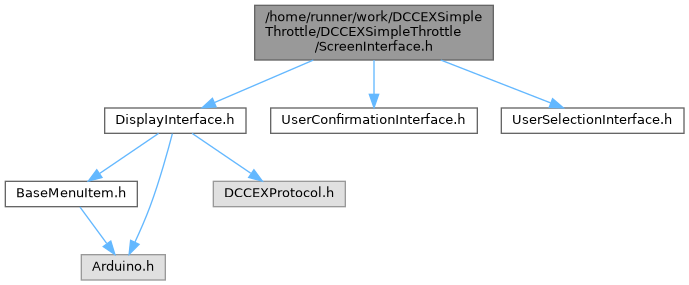 /home/runner/work/DCCEXSimple
Throttle/DCCEXSimpleThrottle
/ScreenInterface.h
DisplayInterface.h
UserConfirmationInterface.h
UserSelectionInterface.h
BaseMenuItem.h
DCCEXProtocol.h
Arduino.h